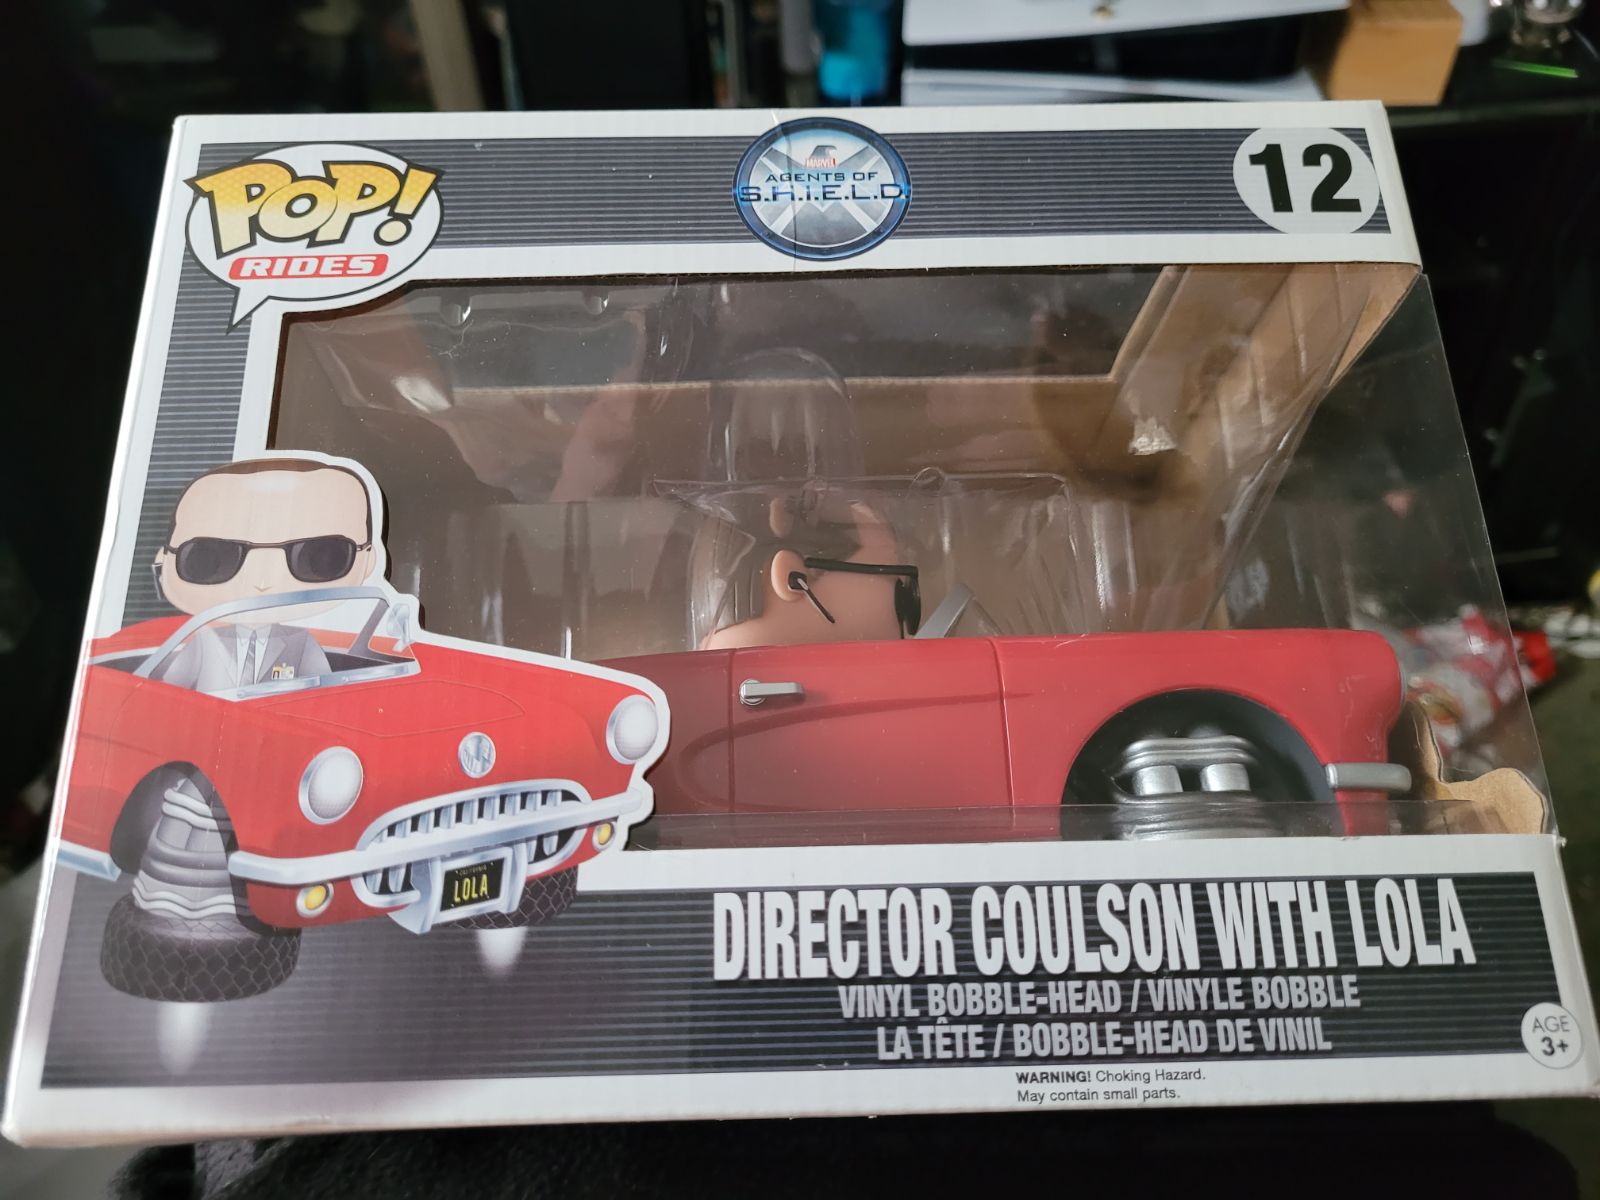 POP!
RIDES
MARVEL
AGENTS OF
S.H.I.E.L.D.
12
CALIFORNIA
LOLA
DIRECTOR COULSON WITH LOLA
VINYL BOBBLE-HEAD / VINYLE BOBBLE
LA TÊTE / BOBBLE-HEAD DE VINIL
WARNING! Choking Hazard.
May contain small parts.
AGE
3+